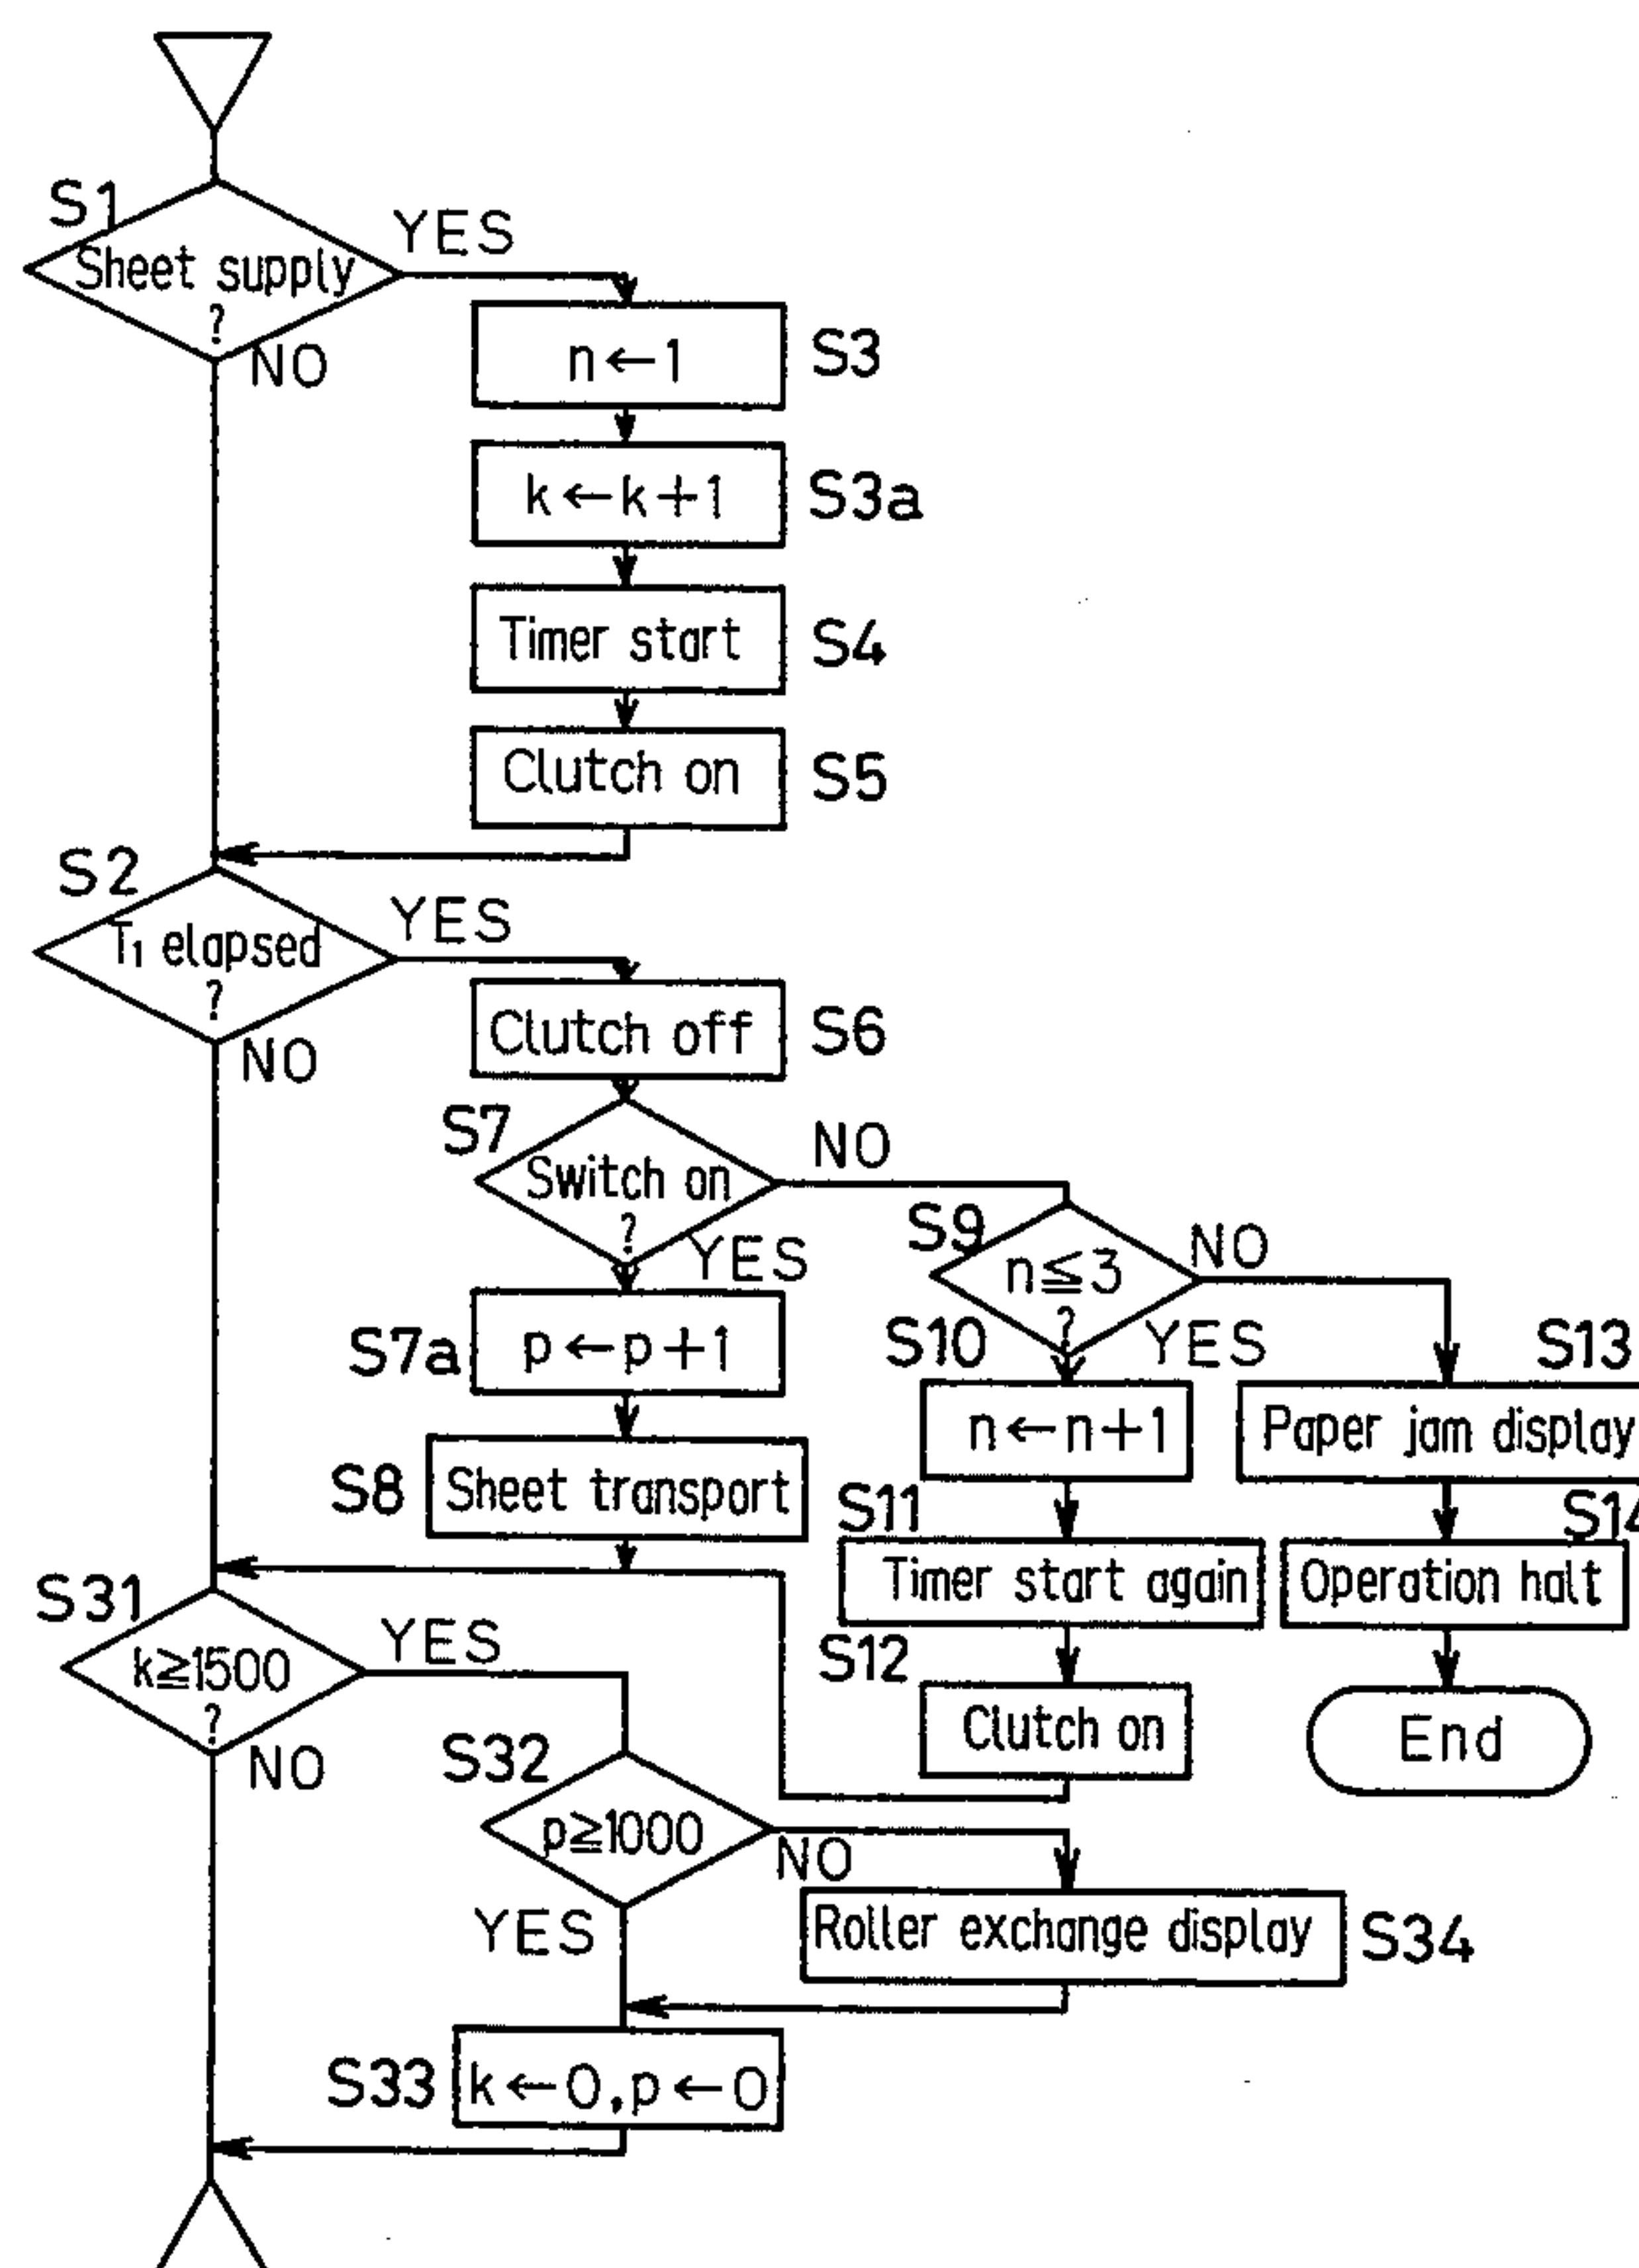 S1
Sheet supply
?
YES
NO
n←1
S3
k←k+1
S3a
Timer start
S4
Clutch on
S5
S2
T₁ elapsed
?
YES
NO
Clutch off
S6
S7
Switch on
?
NO
YES
S9
n≦3
?
NO
YES
S7a
p←p+1
S10
n←n+1
S13
Paper jam display
S8
Sheet transport
S11
Timer start again
S14
Operation halt
S12
Clutch on
End
S31
k≧1500
?
YES
NO
S32
p≧1000
NO
YES
Roller exchange display
S34
S33
k←0,p←0